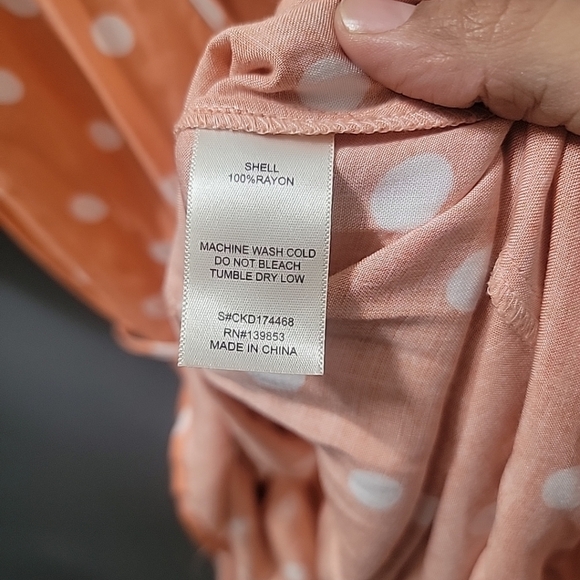 SHELL
100%RAYON
MACHINE WASH COLD
DO NOT BLEACH
TUMBLE DRY LOW
S#CKD174468
RN#139853
MADE IN CHINA